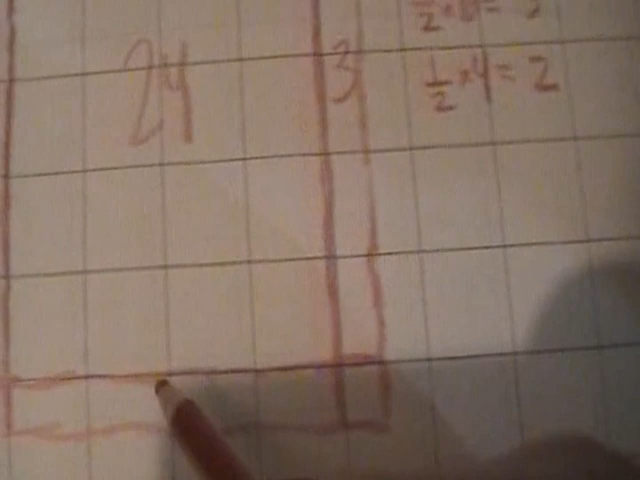 24 3
1/2 × 4 = 2